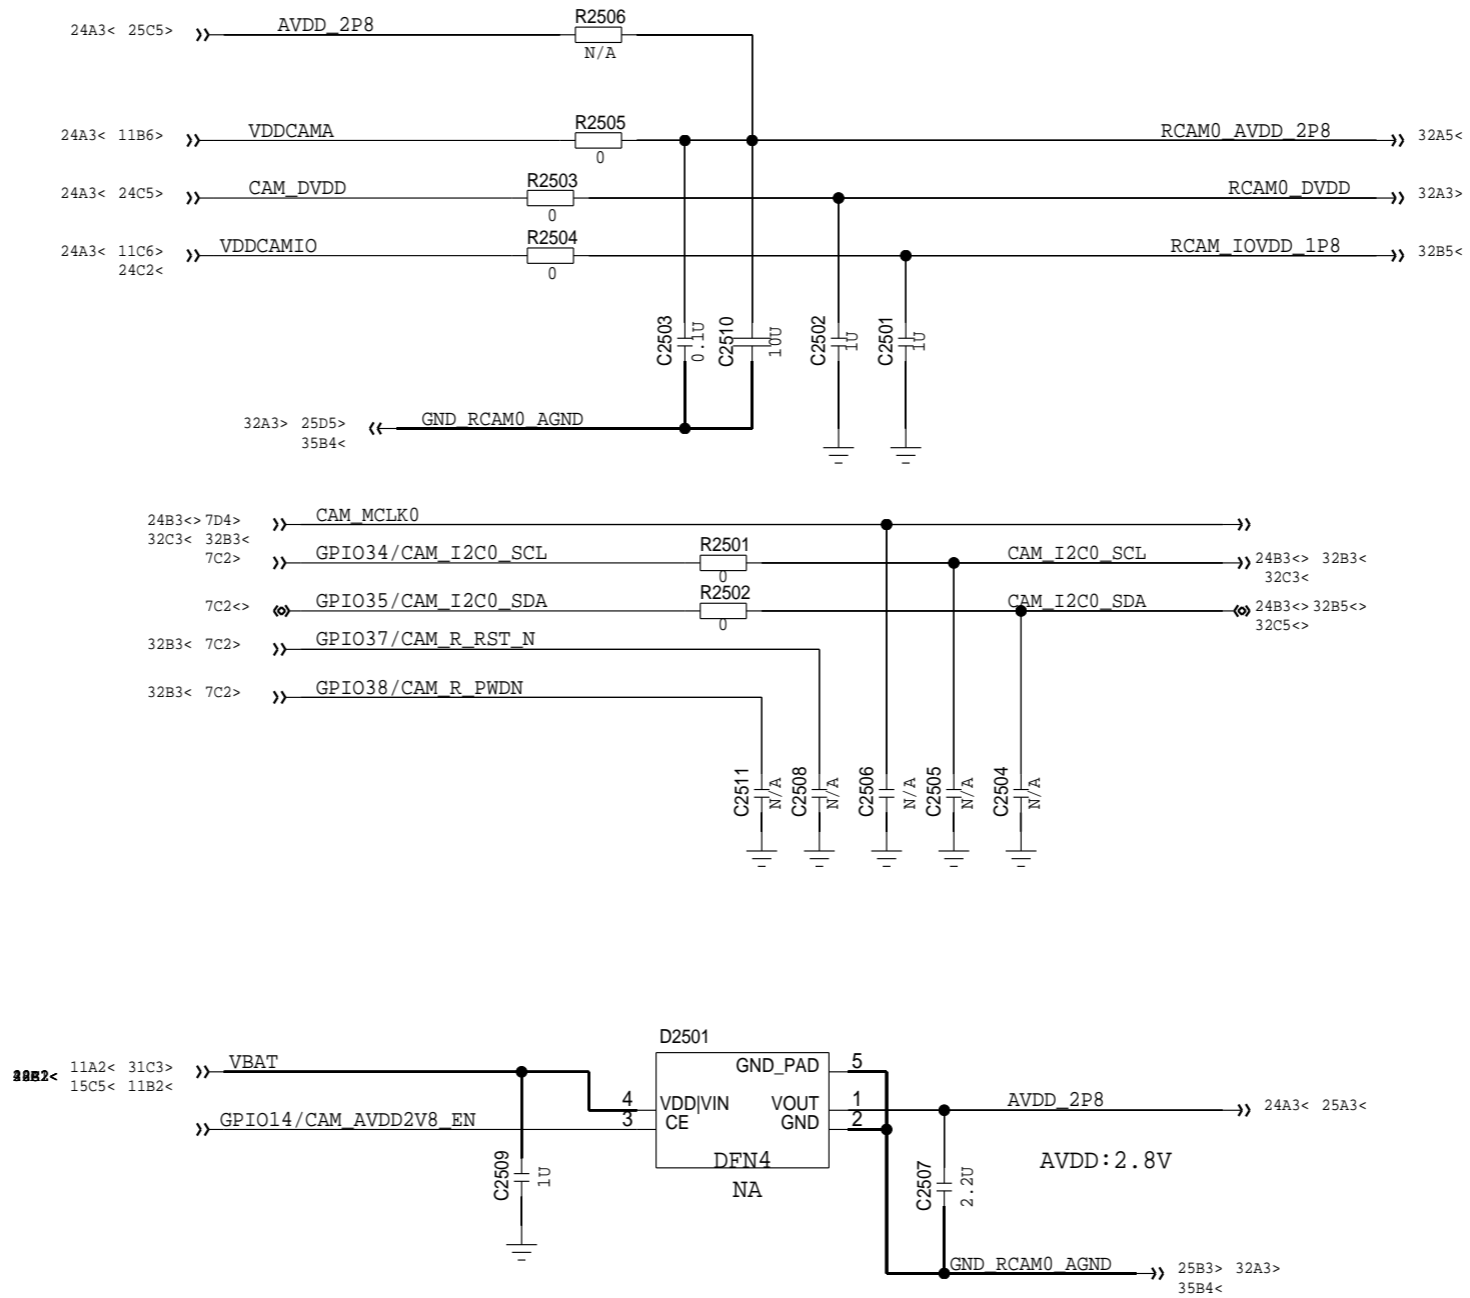 24A3< 25C5> AVDD_2P8 R2506
N/A
24A3< 11B6> VDDCAMA R2505 RCAM0_AVDD_2P8 32A5<
0
24A3< 24C5> CAM_DVDD R2503 RCAM0_DVDD 32A3>
0
24A3< 11C6> VDDCAMIO R2504 RCAM_IOVDD_1P8 32B5<
24C2< 0
C2503 0.1U C2510 10U C2502 1U C2501 1U
32A3> 25D5> GND_RCAM0_AGND
35B4<
24B3<> 7D4> CAM_MCLK0
32C3< 32B3<
7C2> GPIO34/CAM_I2C0_SCL R2501 CAM_I2C0_SCL 24B3<> 32B3<
0 32C3<
7C2<> GPIO35/CAM_I2C0_SDA R2502 CAM_I2C0_SDA 24B3<> 32B5<>
0 32C5<>
32B3< 7C2> GPIO37/CAM_R_RST_N
32B3< 7C2> GPIO38/CAM_R_PWDN
C2511 N/A C2508 N/A C2506 N/A C2505 N/A C2504 N/A
D2501
11A2< 31C3> VBAT GND_PAD 5
15C5< 11B2<
4 VDD|VIN VOUT 1 AVDD_2P8 24A3< 25A3<
GPIO14/CAM_AVDD2V8_EN 3 CE GND 2
DFN4 AVDD:2.8V
NA
C2509 1U C2507 2.2U
GND_RCAM0_AGND 25B3> 32A3>
35B4<